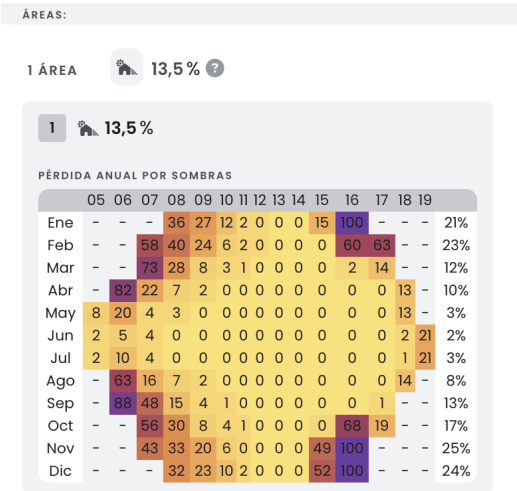 ÁREAS:
1 ÁREA 13,5 % ?
1 13,5 %
PÉRDIDA ANUAL POR SOMBRAS
05 06 07 08 09 10 11 12 13 14 15 16 17 18 19
Ene - - - 36 27 12 2 0 0 0 15 100 - - - 21%
Feb - - 58 40 24 6 2 0 0 0 0 60 63 - - 23%
Mar - - 73 28 8 3 1 0 0 0 0 2 14 - - 12%
Abr - 82 22 7 2 0 0 0 0 0 0 0 0 13 - 10%
May 8 20 4 3 0 0 0 0 0 0 0 0 0 13 - 3%
Jun 2 5 4 0 0 0 0 0 0 0 0 0 0 2 21 2%
Jul 2 10 4 0 0 0 0 0 0 0 0 0 0 1 21 3%
Ago - 63 16 7 2 0 0 0 0 0 0 0 0 14 - 8%
Sep - 88 48 15 4 1 0 0 0 0 0 0 1 - - 13%
Oct - - 56 30 8 4 1 0 0 0 0 68 19 - - 17%
Nov - - 43 33 20 6 0 0 0 0 49 100 - - - 25%
Dic - - - 32 23 10 2 0 0 0 52 100 - - - 24%